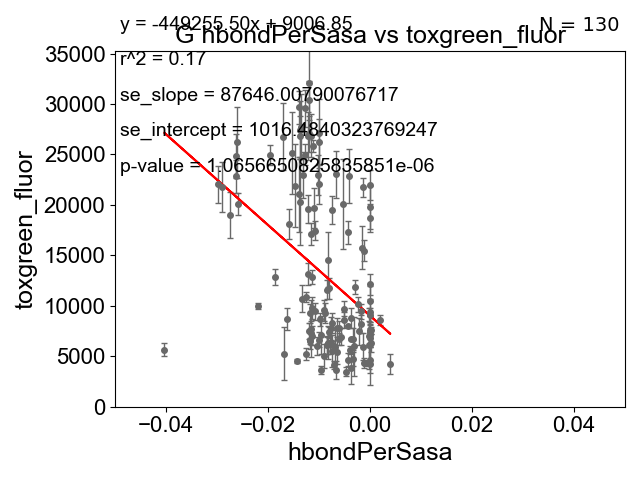 y = -449255.50x + 9006.85
N = 130
G hbondPerSasa vs toxgreen_fluor
r^2 = 0.17
se_slope = 87646.00790076717
se_intercept = 1016.4840323769247
p-value = 1.0656650825835851e-06
35000
30000
25000
20000
15000
10000
5000
0
toxgreen_fluor
−0.04
−0.02
0.00
0.02
0.04
hbondPerSasa